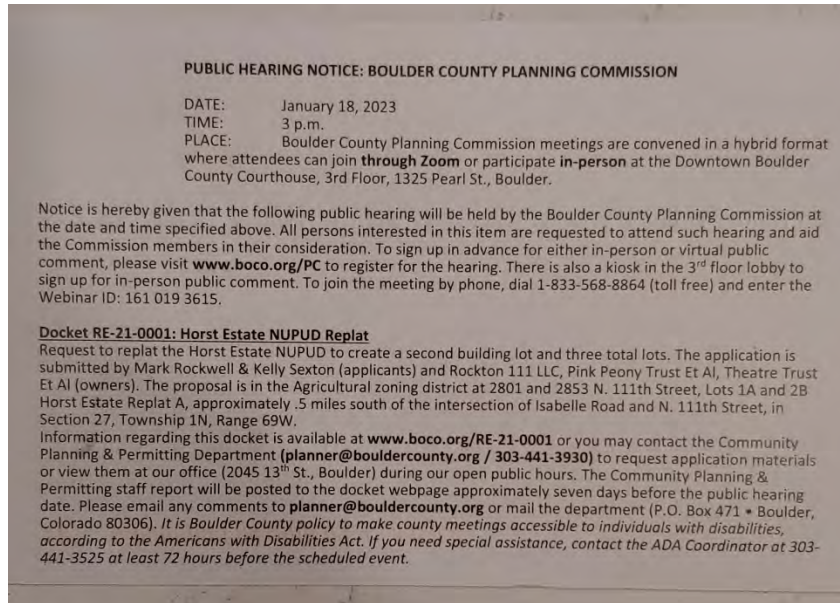 PUBLIC HEARING NOTICE: BOULDER COUNTY PLANNING COMMISSION
DATE: January 18, 2023
TIME: 3 p.m.
PLACE: Boulder County Planning Commission meetings are convened in a hybrid format
where attendees can join through Zoom or participate in-person at the Downtown Boulder
County Courthouse, 3rd Floor, 1325 Pearl St., Boulder.
Notice is hereby given that the following public hearing will be held by the Boulder County Planning Commission at
the date and time specified above. All persons interested in this item are requested to attend such hearing and aid
the Commission members in their consideration. To sign up in advance for either in-person or virtual public
comment, please visit www.boco.org/PC to register for the hearing. There is also a kiosk in the 3rd floor lobby to
sign up for in-person public comment. To join the meeting by phone, dial 1-833-568-8864 (toll free) and enter the
Webinar ID: 161 019 3615.
Docket RE-21-0001: Horst Estate NUPUD Replat
Request to replat the Horst Estate NUPUD to create a second building lot and three total lots. The application is
submitted by Mark Rockwell & Kelly Sexton (applicants) and Rockton 111 LLC, Pink Peony Trust Et Al, Theatre Trust
Et Al (owners). The proposal is in the Agricultural zoning district at 2801 and 2853 N. 111th Street, Lots 1A and 2B
Horst Estate Replat A, approximately .5 miles south of the intersection of Isabelle Road and N. 111th Street, in
Section 27, Township 1N, Range 69W.
Information regarding this docket is available at www.boco.org/RE-21-0001 or you may contact the Community
Planning & Permitting Department (planner@bouldercounty.org / 303-441-3930) to request application materials
or view them at our office (2045 13th St., Boulder) during our open public hours. The Community Planning &
Permitting staff report will be posted to the docket webpage approximately seven days before the public hearing
date. Please email any comments to planner@bouldercounty.org or mail the department (P.O. Box 471 • Boulder,
Colorado 80306). It is Boulder County policy to make county meetings accessible to individuals with disabilities,
according to the Americans with Disabilities Act. If you need special assistance, contact the ADA Coordinator at 303-
441-3525 at least 72 hours before the scheduled event.